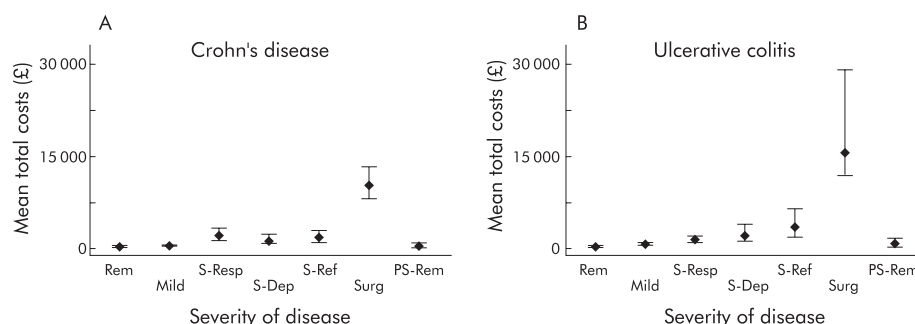 A
Crohn's disease
Mean total costs (£)
30 000
15 000
0
Rem
Mild
S-Resp
S-Dep
S-Ref
Surg
PS-Rem
Severity of disease
B
Ulcerative colitis
Mean total costs (£)
30 000
15 000
0
Rem
Mild
S-Resp
S-Dep
S-Ref
Surg
PS-Rem
Severity of disease